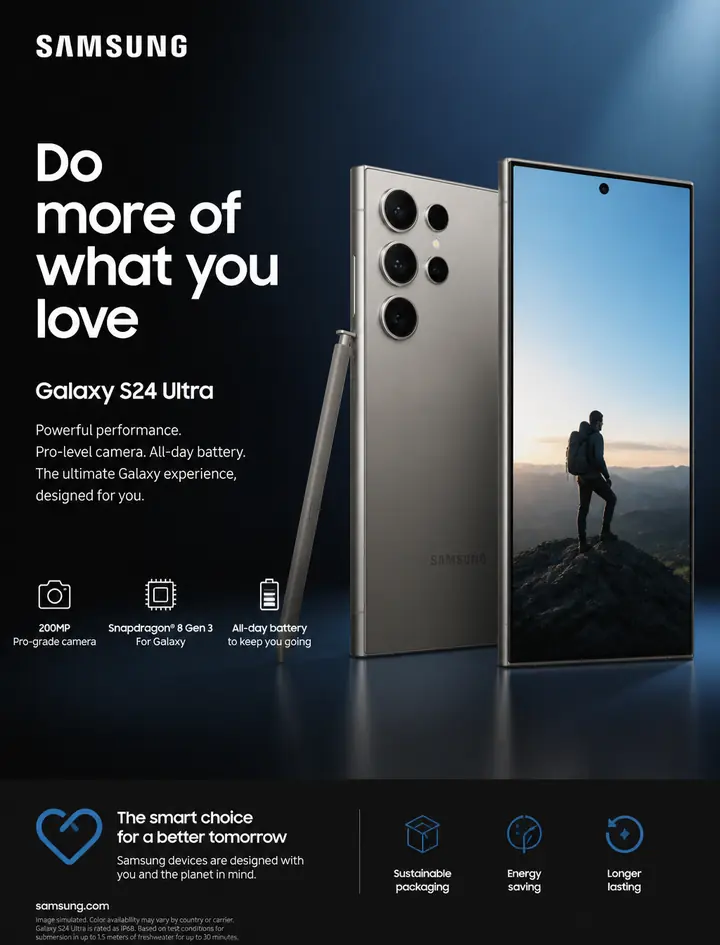 SAMSUNG
Do
more of
what you
love
Galaxy S24 Ultra
Powerful performance.
Pro-level camera. All-day battery.
The ultimate Galaxy experience,
designed for you.
200MP
Pro-grade camera
Snapdragon® 8 Gen 3
For Galaxy
All-day battery
to keep you going
SAMSUNG
The smart choice
for a better tomorrow
Samsung devices are designed with
you and the planet in mind.
Sustainable
packaging
Energy
saving
Longer
lasting
samsung.com
Image simulated. Color availability may vary by country or carrier.
Galaxy S24 Ultra is rated as IP68. Based on test conditions for
submersion in up to 1.5 meters of freshwater for up to 30 minutes.